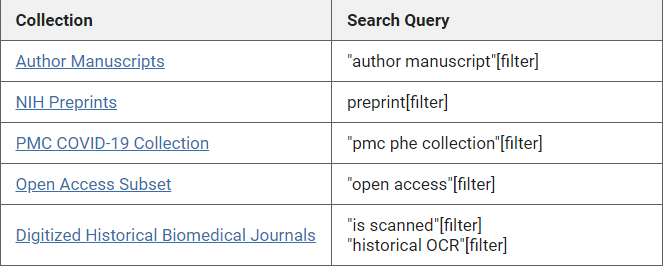 Collection Search Query
Author Manuscripts "author manuscript"[filter]
NIH Preprints preprint[filter]
PMC COVID-19 Collection "pmc phe collection"[filter]
Open Access Subset "open access"[filter]
Digitized Historical Biomedical Journals "is scanned"[filter]
"historical OCR"[filter]